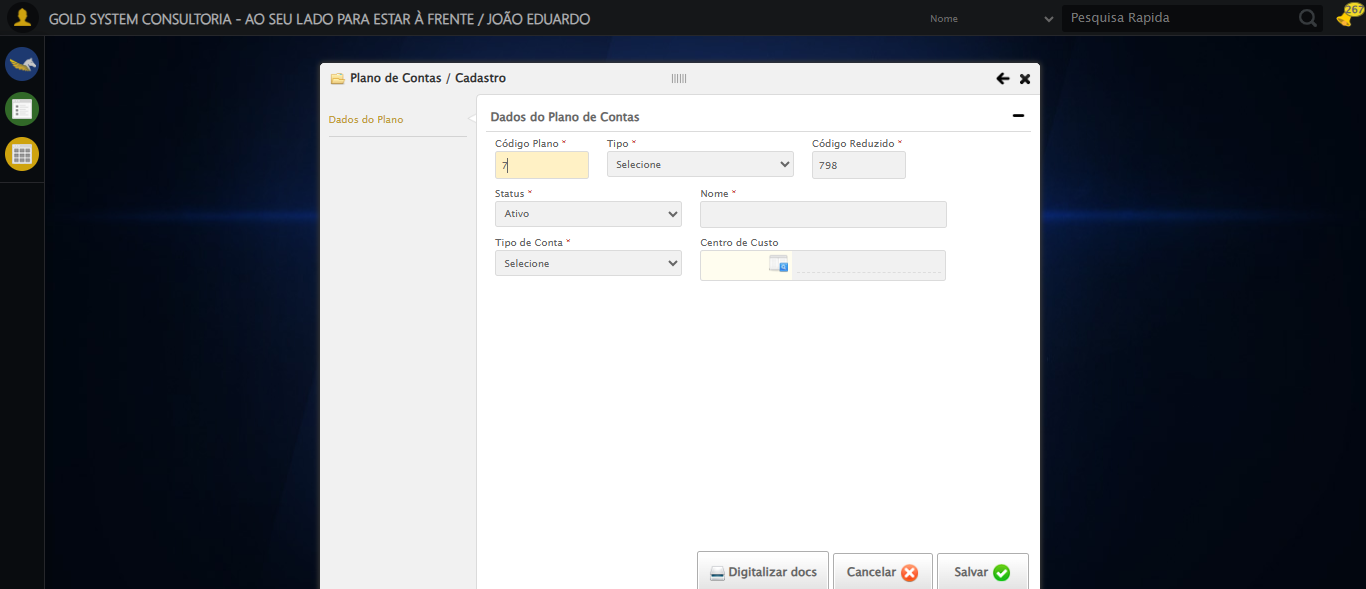 GOLD SYSTEM CONSULTORIA - AO SEU LADO PARA ESTAR À FRENTE / JOÃO EDUARDO
Nome
Pesquisa Rapida
267
Plano de Contas / Cadastro
Dados do Plano
Dados do Plano de Contas
Código Plano * Tipo * Código Reduzido *
7 Selecione 798
Status * Nome *
Ativo
Tipo de Conta * Centro de Custo
Selecione
Digitalizar docs Cancelar Salvar